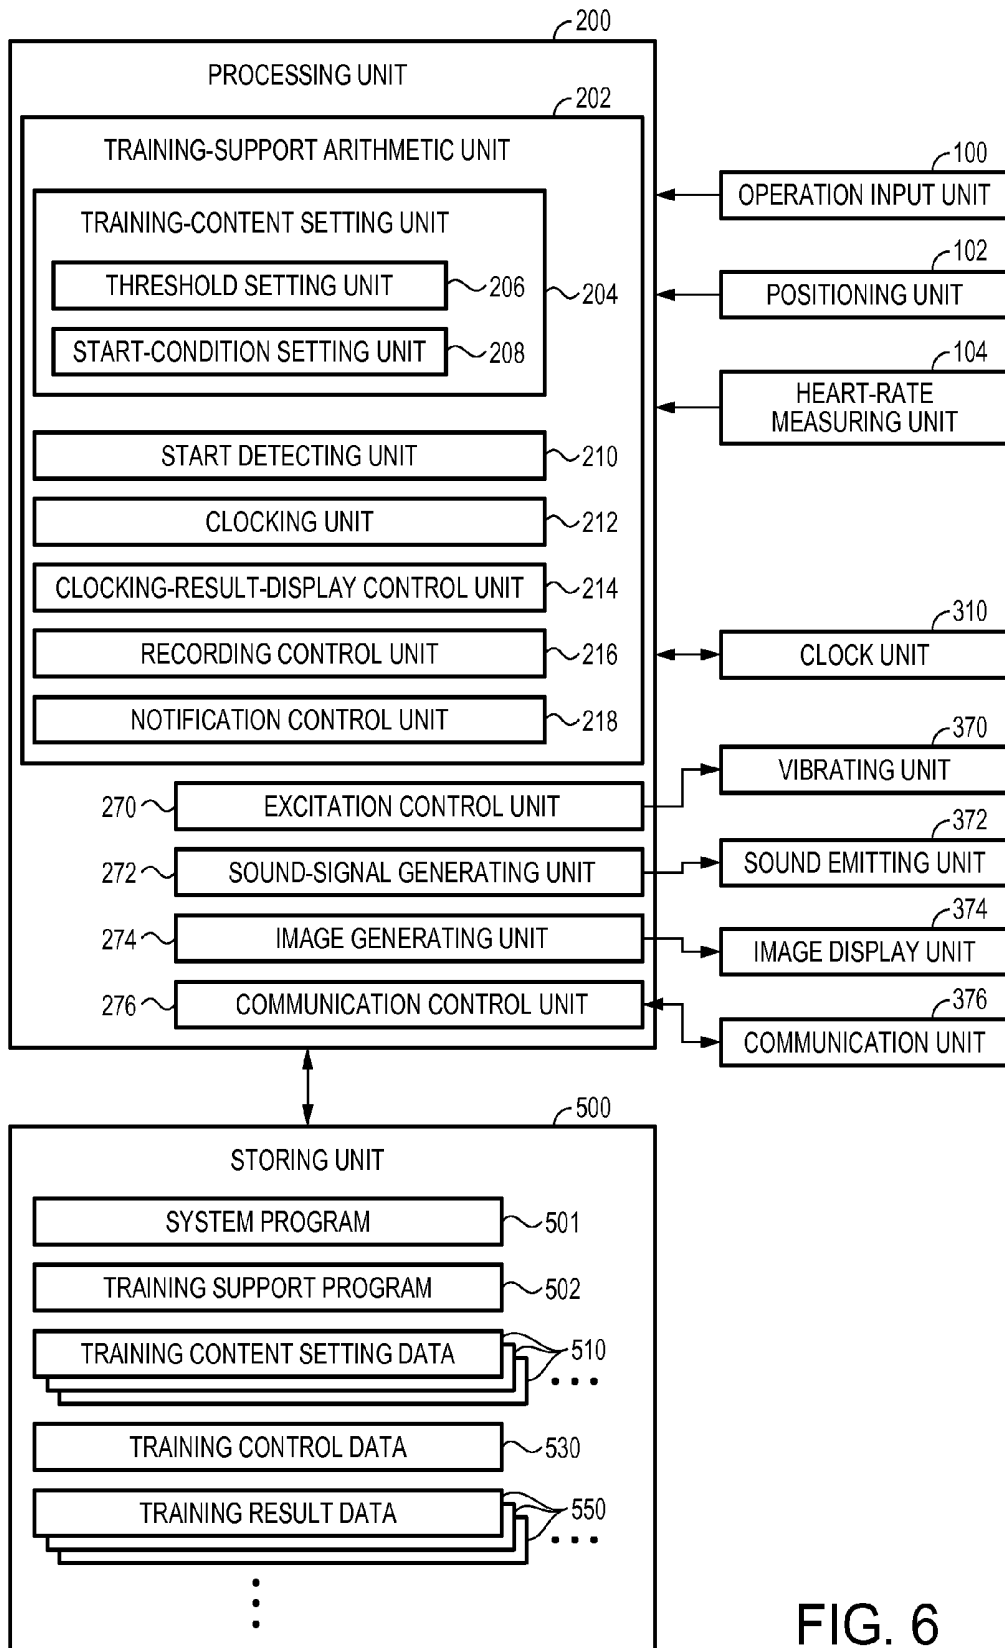 200
PROCESSING UNIT
202
TRAINING-SUPPORT ARITHMETIC UNIT
TRAINING-CONTENT SETTING UNIT
THRESHOLD SETTING UNIT
206
204
START-CONDITION SETTING UNIT
208
START DETECTING UNIT
210
CLOCKING UNIT
212
CLOCKING-RESULT-DISPLAY CONTROL UNIT
214
RECORDING CONTROL UNIT
216
NOTIFICATION CONTROL UNIT
218
270
EXCITATION CONTROL UNIT
272
SOUND-SIGNAL GENERATING UNIT
274
IMAGE GENERATING UNIT
276
COMMUNICATION CONTROL UNIT
100
OPERATION INPUT UNIT
102
POSITIONING UNIT
104
HEART-RATE
MEASURING UNIT
310
CLOCK UNIT
370
VIBRATING UNIT
372
SOUND EMITTING UNIT
374
IMAGE DISPLAY UNIT
376
COMMUNICATION UNIT
500
STORING UNIT
SYSTEM PROGRAM
501
TRAINING SUPPORT PROGRAM
502
TRAINING CONTENT SETTING DATA
510
TRAINING CONTROL DATA
530
TRAINING RESULT DATA
550
FIG. 6